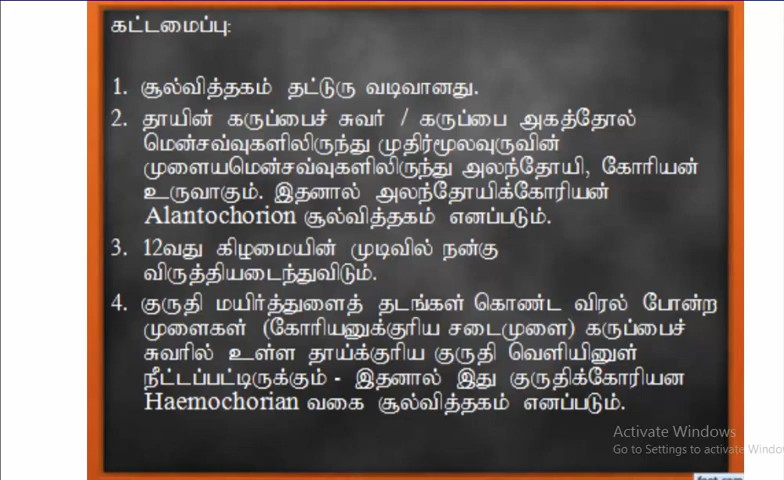 கட்டமைப்பு:
1. சூல்வித்தகம் தட்டுரு வடிவானது.
2. தாயின் கருப்பைச் சுவர் / கருப்பை அகத்தோல்
மென்சவ்வுகளிலிருந்து முதிர்மூலவுருவின்
முளையமென்சவ்வுகளிலிருந்து அலந்தோயி, கோரியன்
உருவாகும். இதனால் அலந்தோயிக்கோரியன்
Alantochorion சூல்வித்தகம் எனப்படும்.
3. 12வது கிழமையின் முடிவில் நன்கு
விருத்தியடைந்துவிடும்.
4. குருதி மயிர்த்துளைத் தடங்கள் கொண்ட விரல் போன்ற
முளைகள் (கோரியனுக்குரிய சடைமுளை) கருப்பைச்
சுவரில் உள்ள தாய்க்குரிய குருதி வெளியினுள்
நீட்டப்பட்டிருக்கும் - இதனால் இது குருதிக்கோரியன
Haemochorian வகை சூல்வித்தகம் எனப்படும்.
Activate Windows
Go to Settings to activate Windo